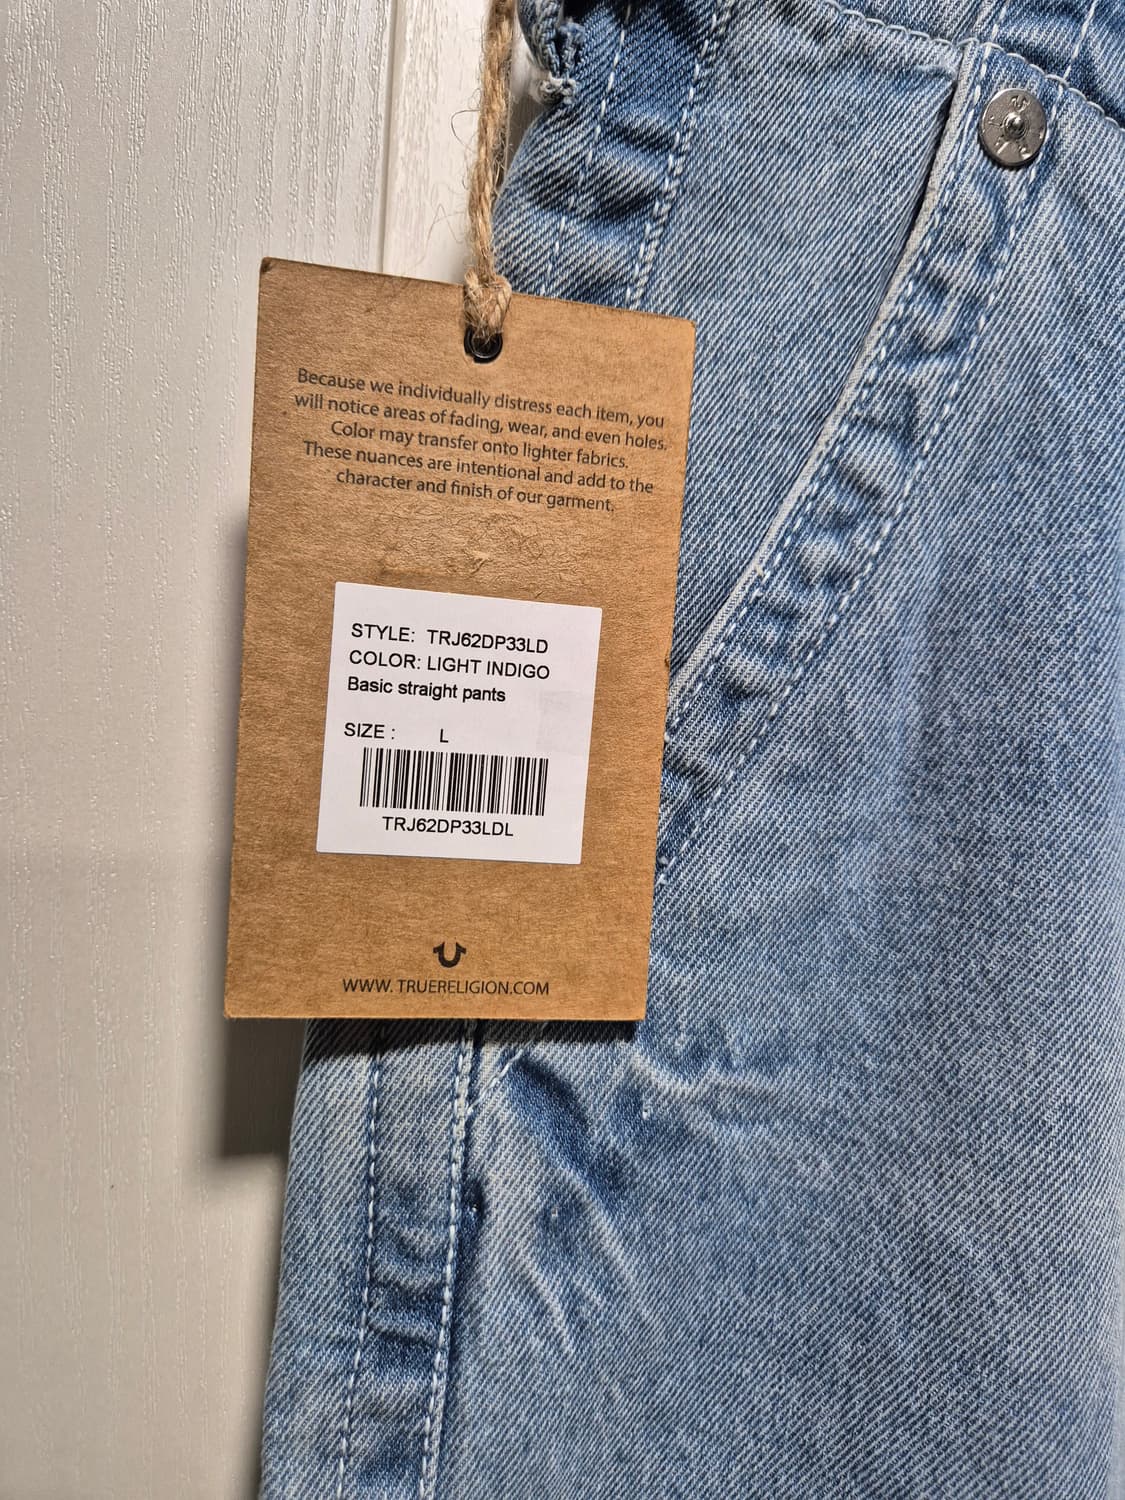 Because we individually distress each item, you
will notice areas of fading, wear, and even holes.
Color may transfer onto lighter fabrics.
These nuances are intentional and add to the
character and finish of our garment.
STYLE: TRJ62DP33LD
COLOR: LIGHT INDIGO
Basic straight pants
SIZE : L
TRJ62DP33LDL
WWW. TRUERELIGION.COM